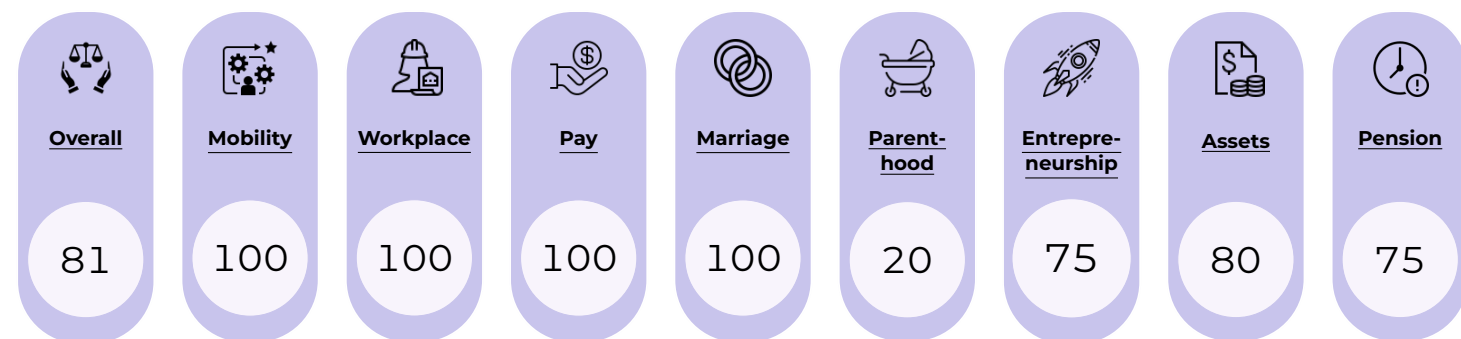 Overall
81
Mobility
100
Workplace
100
Pay
100
Marriage
100
Parent-
hood
20
Entrepre-
neurship
75
$
Assets
80
Pension
75